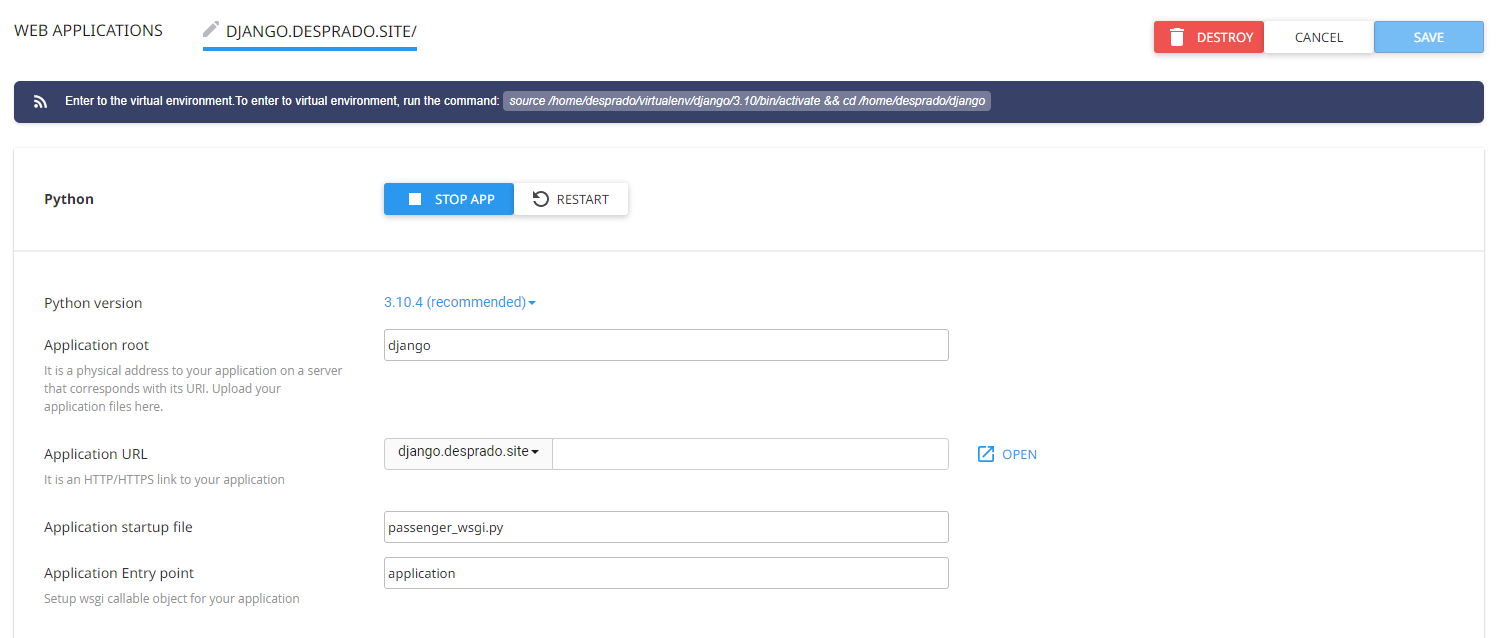 WEB APPLICATIONS
DJANGO.DESPRADO.SITE/
DESTROY
CANCEL
SAVE
Enter to the virtual environment.To enter to virtual environment, run the command: source /home/desprado/virtualenv/django/3.10/bin/activate && cd /home/desprado/django
Python
STOP APP
RESTART
Python version
3.10.4 (recommended)
Application root
django
It is a physical address to your application on a server
that corresponds with its URI. Upload your
application files here.
Application URL
django.desprado.site
OPEN
It is an HTTP/HTTPS link to your application
Application startup file
passenger_wsgi.py
Application Entry point
application
Setup wsgi callable object for your application